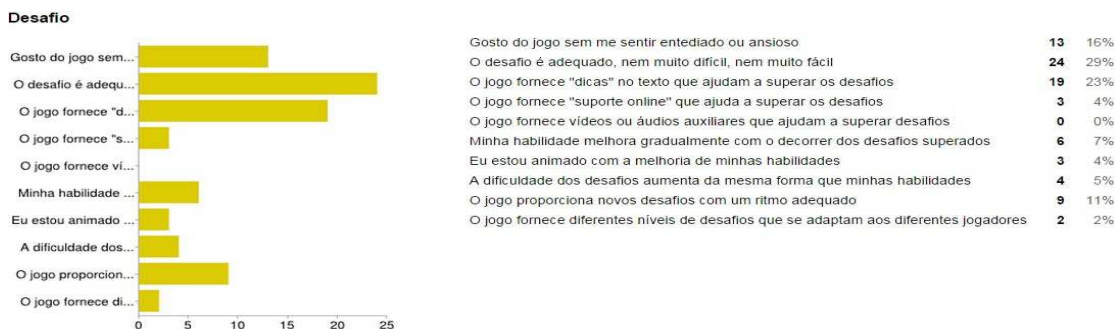 Desafio
Gosto do jogo sem...
O desafio é adequ...
O jogo fornece "d...
O jogo fornece "s...
O jogo fornece ví...
Minha habilidade ...
Eu estou animado ...
A dificuldade dos...
O jogo proporcion...
O jogo fornece di...
0 5 10 15 20 25
Gosto do jogo sem me sentir entediado ou ansioso 13 16%
O desafio é adequado, nem muito difícil, nem muito fácil 24 29%
O jogo fornece "dicas" no texto que ajudam a superar os desafios 19 23%
O jogo fornece "suporte online" que ajuda a superar os desafios 3 4%
O jogo fornece vídeos ou áudios auxiliares que ajudam a superar desafios 0 0%
Minha habilidade melhora gradualmente com o decorrer dos desafios superados 6 7%
Eu estou animado com a melhoria de minhas habilidades 3 4%
A dificuldade dos desafios aumenta da mesma forma que minhas habilidades 4 5%
O jogo proporciona novos desafios com um ritmo adequado 9 11%
O jogo fornece diferentes níveis de desafios que se adaptam aos diferentes jogadores 2 2%